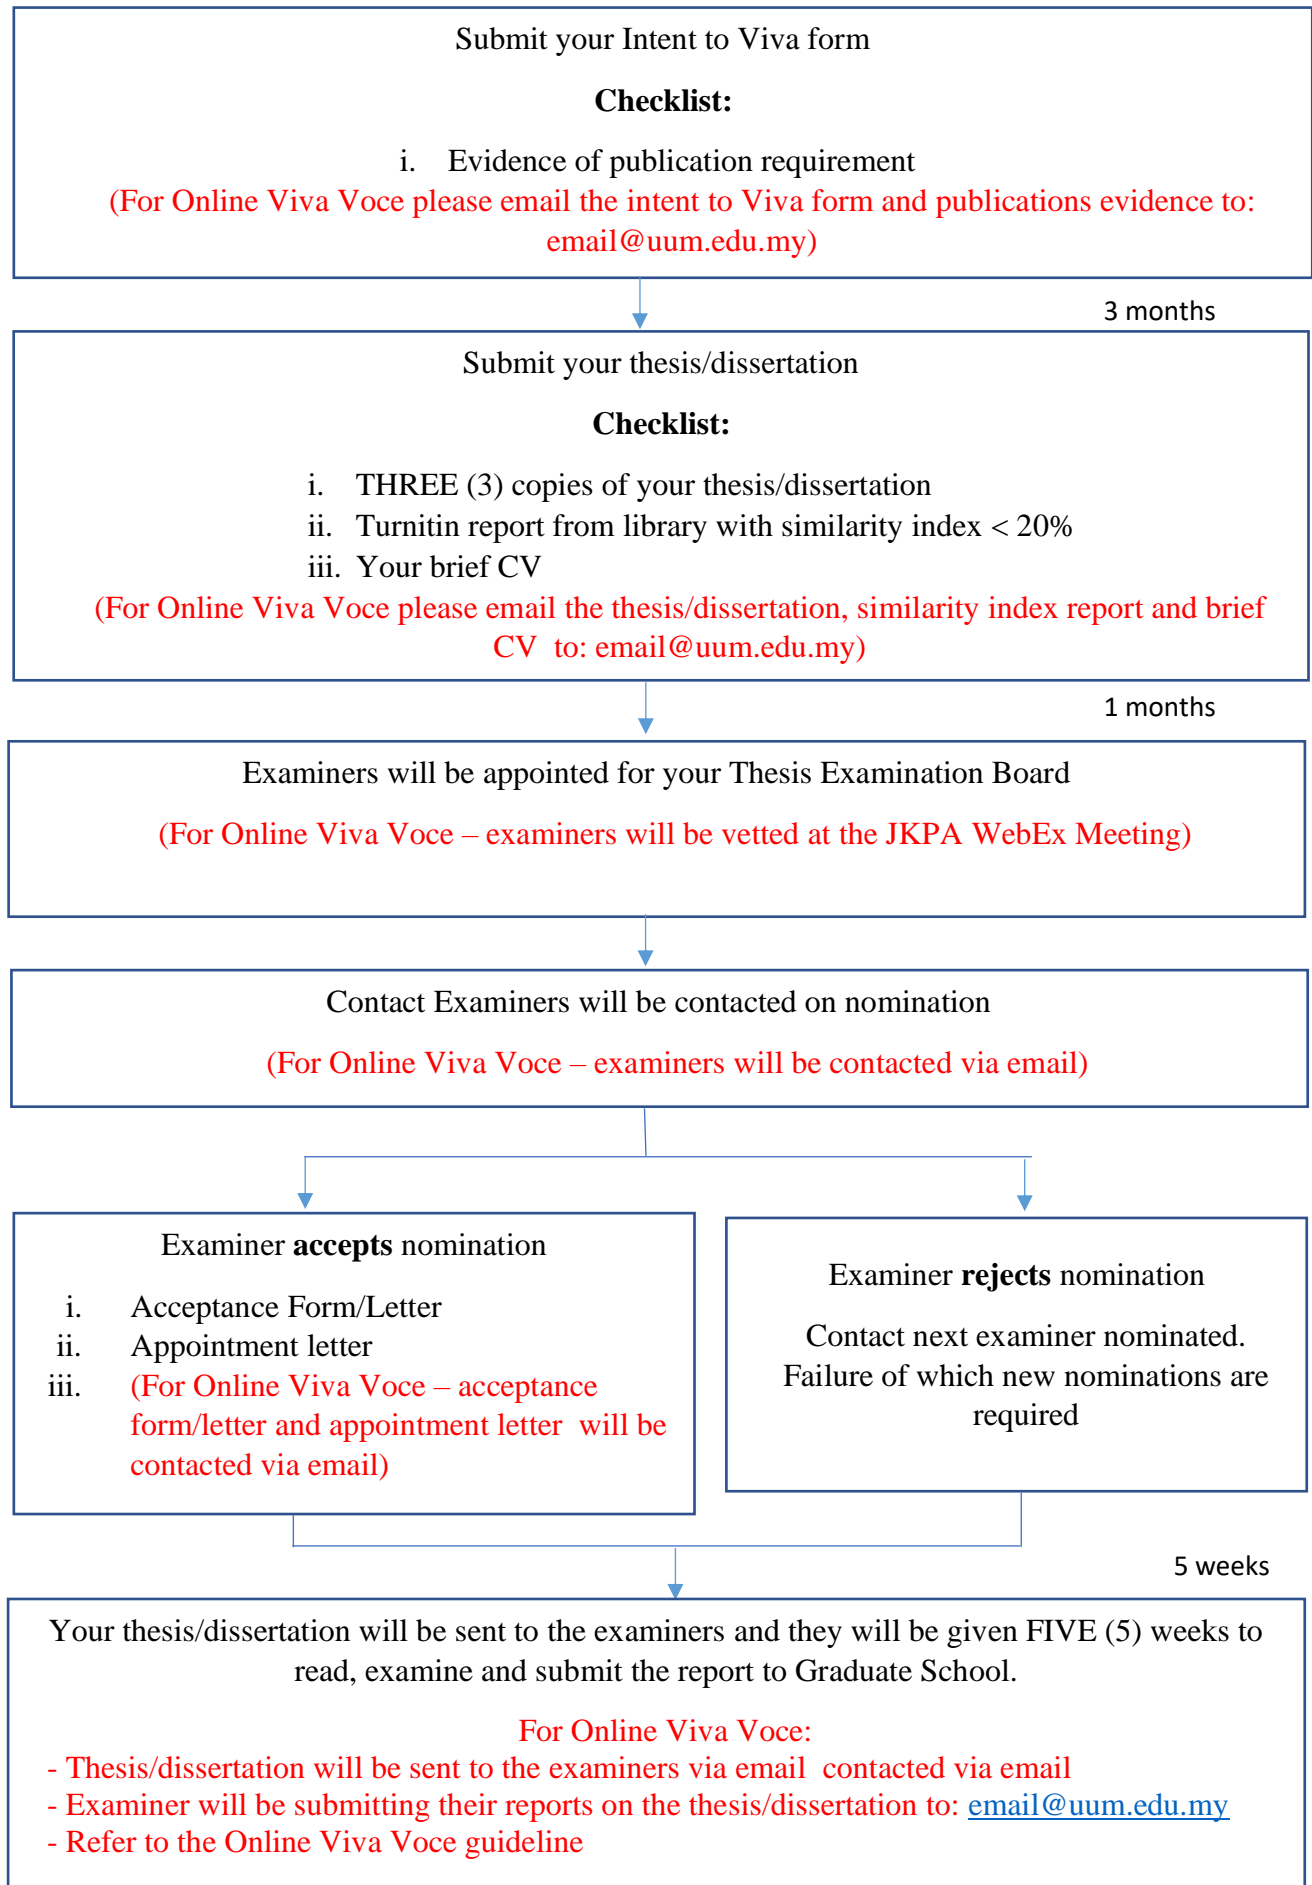 Submit your Intent to Viva form
Checklist:
i. Evidence of publication requirement
(For Online Viva Voce please email the intent to Viva form and publications evidence to:
email@uum.edu.my)
3 months
Submit your thesis/dissertation
Checklist:
i. THREE (3) copies of your thesis/dissertation
ii. Turnitin report from library with similarity index < 20%
iii. Your brief CV
(For Online Viva Voce please email the thesis/dissertation, similarity index report and brief
CV to: email@uum.edu.my)
1 months
Examiners will be appointed for your Thesis Examination Board
(For Online Viva Voce – examiners will be vetted at the JKPA WebEx Meeting)
Contact Examiners will be contacted on nomination
(For Online Viva Voce – examiners will be contacted via email)
Examiner accepts nomination
i. Acceptance Form/Letter
ii. Appointment letter
iii. (For Online Viva Voce – acceptance
form/letter and appointment letter will be
contacted via email)
Examiner rejects nomination
Contact next examiner nominated.
Failure of which new nominations are
required
5 weeks
Your thesis/dissertation will be sent to the examiners and they will be given FIVE (5) weeks to
read, examine and submit the report to Graduate School.
For Online Viva Voce:
- Thesis/dissertation will be sent to the examiners via email contacted via email
- Examiner will be submitting their reports on the thesis/dissertation to: email@uum.edu.my
- Refer to the Online Viva Voce guideline